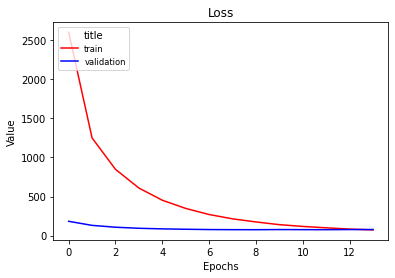 Loss
title
train
validation
Value
2500
2000
1500
1000
500
0
0 2 4 6 8 10 12
Epochs